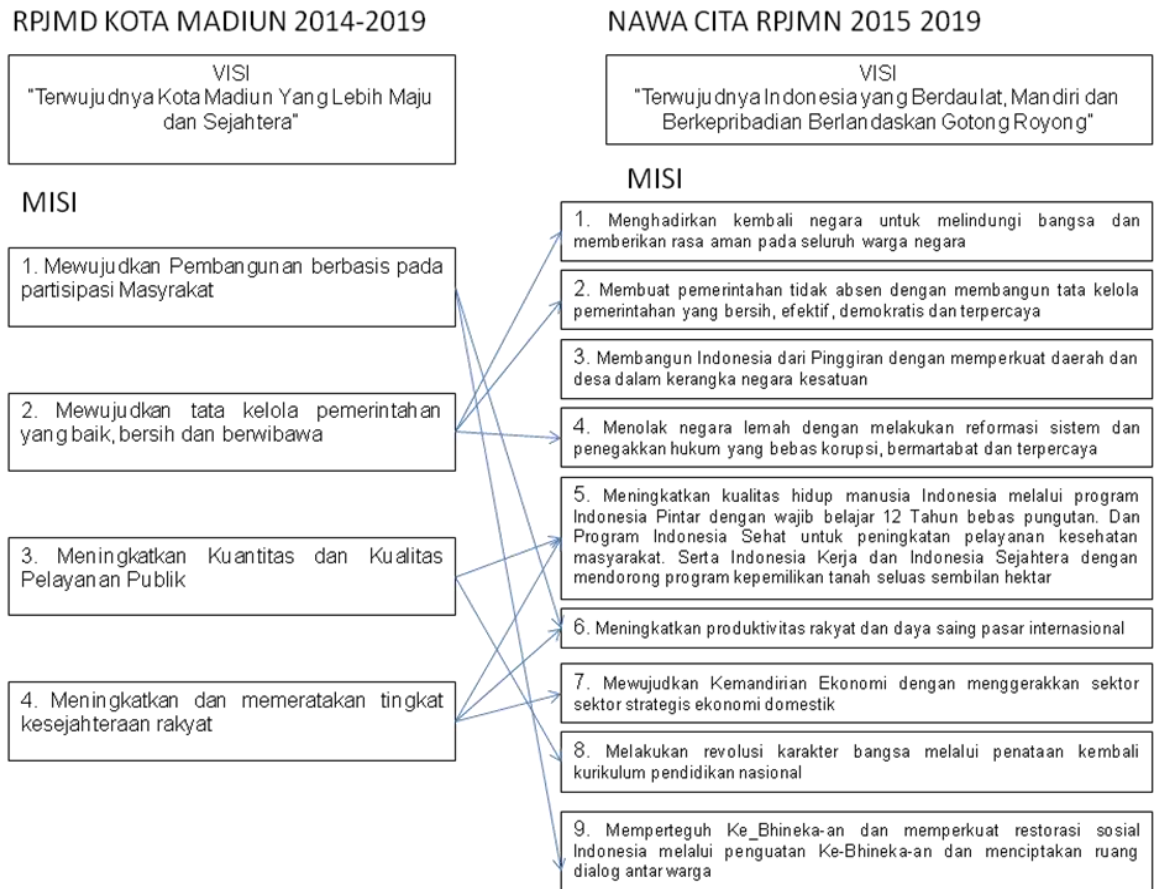 RPJMD KOTA MADIUN 2014-2019
VISI
"Terwujudnya Kota Madiun Yang Lebih Maju
dan Sejahtera"
MISI
1. Mewujudkan Pembangunan berbasis pada
partisipasi Masyrakat
2. Mewujudkan tata kelola pemerintahan
yang baik, bersih dan berwibawa
3. Meningkatkan Kuantitas dan Kualitas
Pelayanan Publik
4. Meningkatkan dan memeratakan tingkat
kesejahteraan rakyat
NAWA CITA RPJMN 2015 2019
VISI
"Terwujudnya Indonesia yang Berdaulat, Mandiri dan
Berkepribadian Berlandaskan Gotong Royong"
MISI
1. Menghadirkan kembali negara untuk melindungi bangsa dan
memberikan rasa aman pada seluruh warga negara
2. Membuat pemerintahan tidak absen dengan membangun tata kelola
pemerintahan yang bersih, efektif, demokratis dan terpercaya
3. Membangun Indonesia dari Pinggiran dengan memperkuat daerah dan
desa dalam kerangka negara kesatuan
4. Menolak negara lemah dengan melakukan reformasi sistem dan
penegakkan hukum yang bebas korupsi, bermartabat dan terpercaya
5. Meningkatkan kualitas hidup manusia Indonesia melalui program
Indonesia Pintar dengan wajib belajar 12 Tahun bebas pungutan. Dan
Program Indonesia Sehat untuk peningkatan pelayanan kesehatan
masyarakat. Serta Indonesia Kerja dan Indonesia Sejahtera dengan
mendorong program kepemilikan tanah seluas sembilan hektar
6. Meningkatkan produktivitas rakyat dan daya saing pasar internasional
7. Mewujudkan Kemandirian Ekonomi dengan menggerakkan sektor
sektor strategis ekonomi domestik
8. Melakukan revolusi karakter bangsa melalui penataan kembali
kurikulum pendidikan nasional
9. Memperteguh Ke_Bhineka-an dan memperkuat restorasi sosial
Indonesia melalui penguatan Ke-Bhineka-an dan menciptakan ruang
dialog antar warga